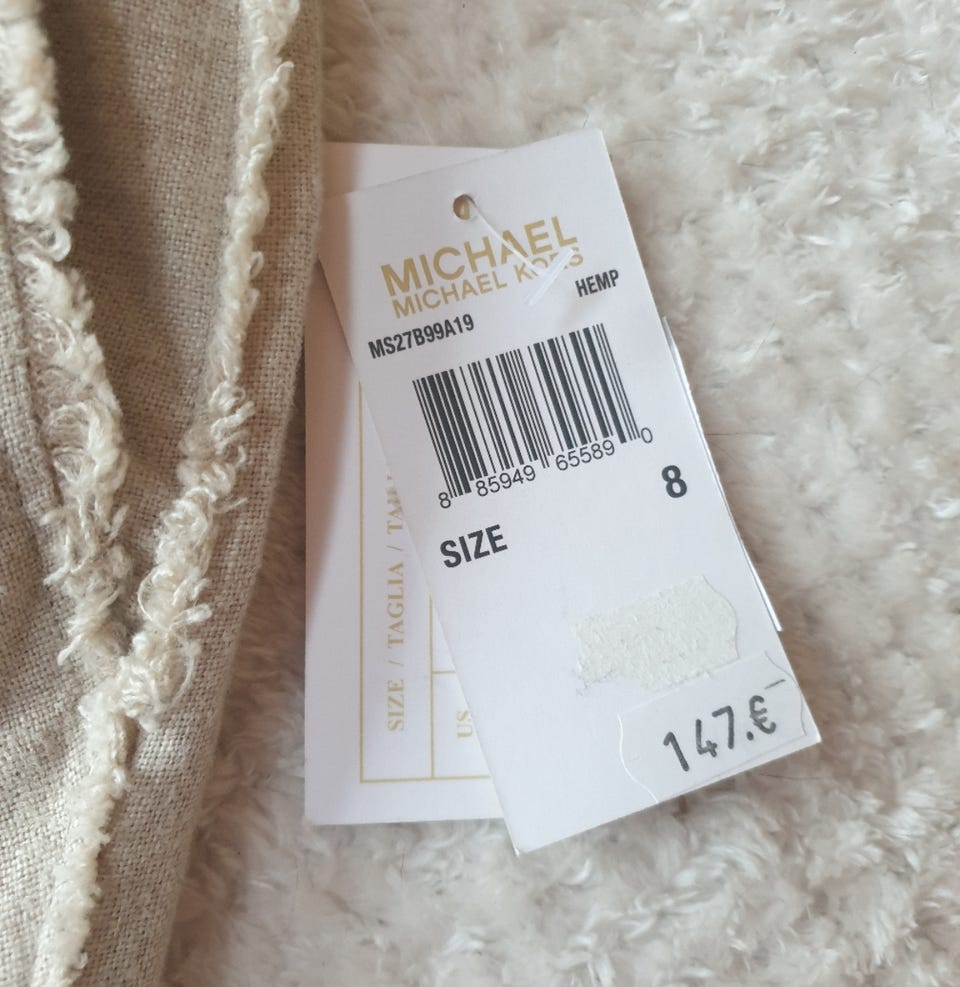 MICHAEL
MICHAEL KORS
HEMP
MS27B99A19
8 85949 65589 0
8
SIZE
147.€
SIZE / TAGLIA /
US